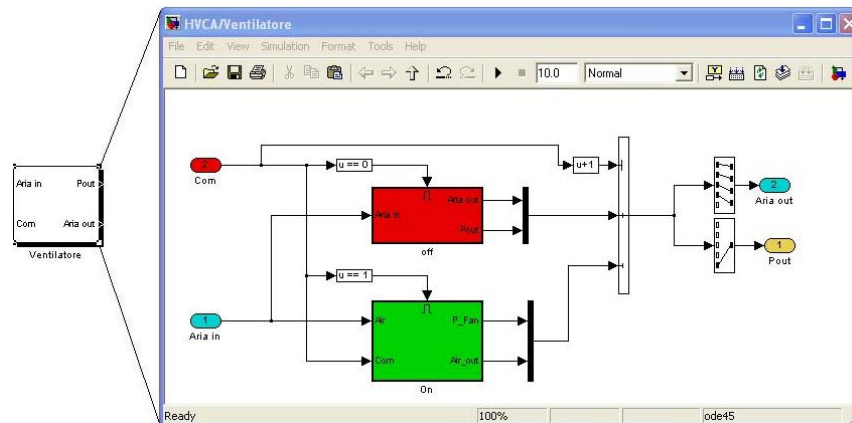 HVCA/Ventilatore
File Edit View Simulation Format Tools Help
10.0 Normal
Aria in Pout
Com Aria out
Ventilatore
2
Com
u == 0
u+1
Aria in
Aria out
Pout
off
2
Aria out
1
Pout
u == 1
1
Aria in
Air
Com
P_Fan
Air_out
On
Ready 100% ode45